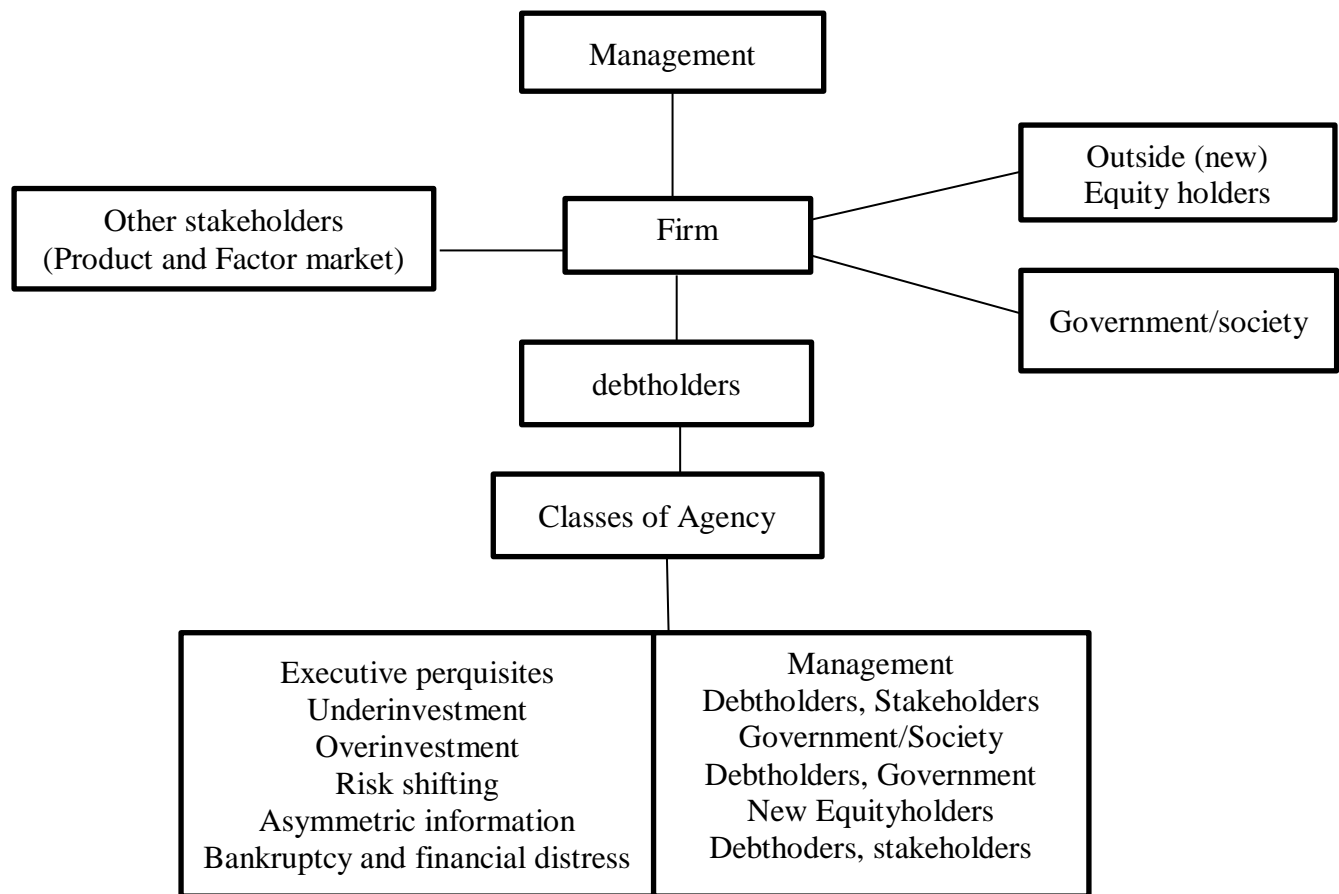 Management
Outside (new)
Equity holders
Other stakeholders
(Product and Factor market)
Firm
Government/society
debtholders
Classes of Agency
Executive perquisites
Underinvestment
Overinvestment
Risk shifting
Asymmetric information
Bankruptcy and financial distress
Management
Debtholders, Stakeholders
Government/Society
Debtholders, Government
New Equityholders
Debthoders, stakeholders